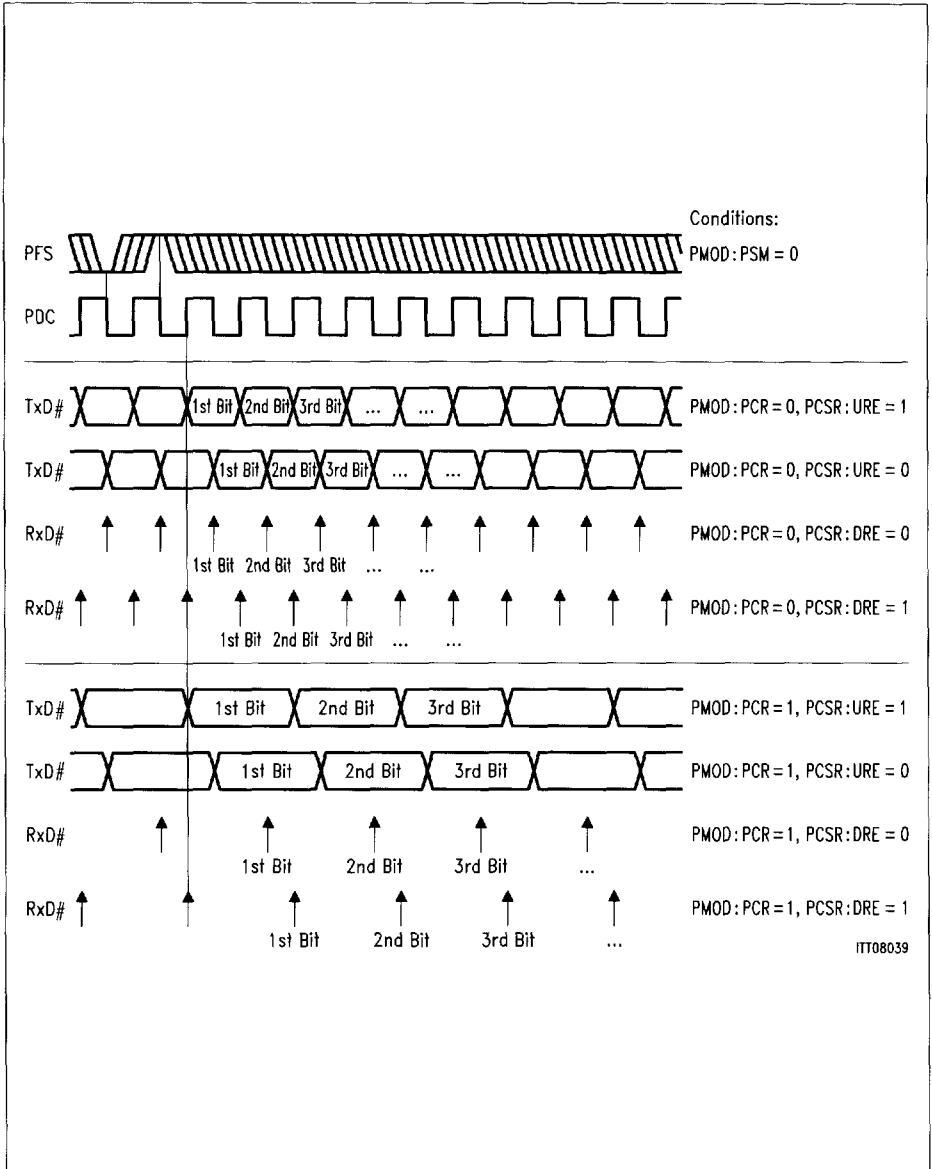 Conditions:
PFS PMOD:PSM = 0
PDC
TxD# 1st Bit 2nd Bit 3rd Bit ... ... PMOD:PCR = 0, PCSR:URE = 1
TxD# 1st Bit 2nd Bit 3rd Bit ... ... PMOD:PCR = 0, PCSR:URE = 0
RxD# PMOD:PCR = 0, PCSR:DRE = 0
1st Bit 2nd Bit 3rd Bit ... ...
RxD# PMOD:PCR = 0, PCSR:DRE = 1
1st Bit 2nd Bit 3rd Bit ... ...
TxD# 1st Bit 2nd Bit 3rd Bit PMOD:PCR = 1, PCSR:URE = 1
TxD# 1st Bit 2nd Bit 3rd Bit PMOD:PCR = 1, PCSR:URE = 0
RxD# PMOD:PCR = 1, PCSR:DRE = 0
1st Bit 2nd Bit 3rd Bit ...
RxD# PMOD:PCR = 1, PCSR:DRE = 1
1st Bit 2nd Bit 3rd Bit ...
ITT08039